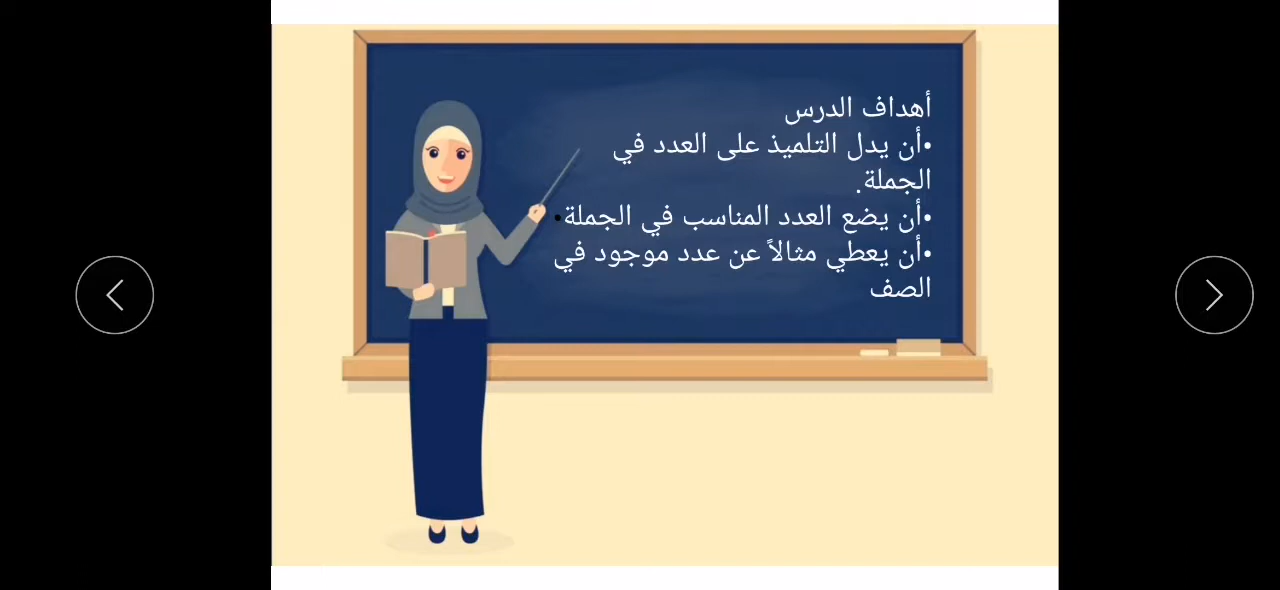 أهداف الدرس
•أن يدل التلميذ على العدد في
الجملة.
•أن يضع العدد المناسب في الجملة•
•أن يعطي مثالاً عن عدد موجود في
الصف